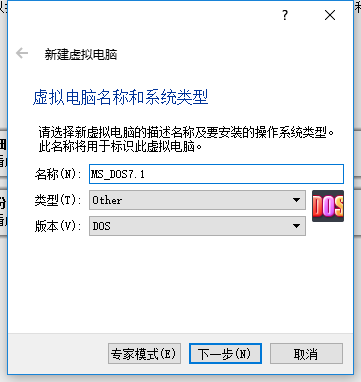 ?
新建虚拟电脑
虚拟电脑名称和系统类型
请选择新虚拟电脑的描述名称及要安装的操作系统类型。
此名称将用于标识此虚拟电脑。
名称(N): MS_DOS7.1
类型(T): Other
DOS
版本(V): DOS
专家模式(E) 下一步(N) 取消